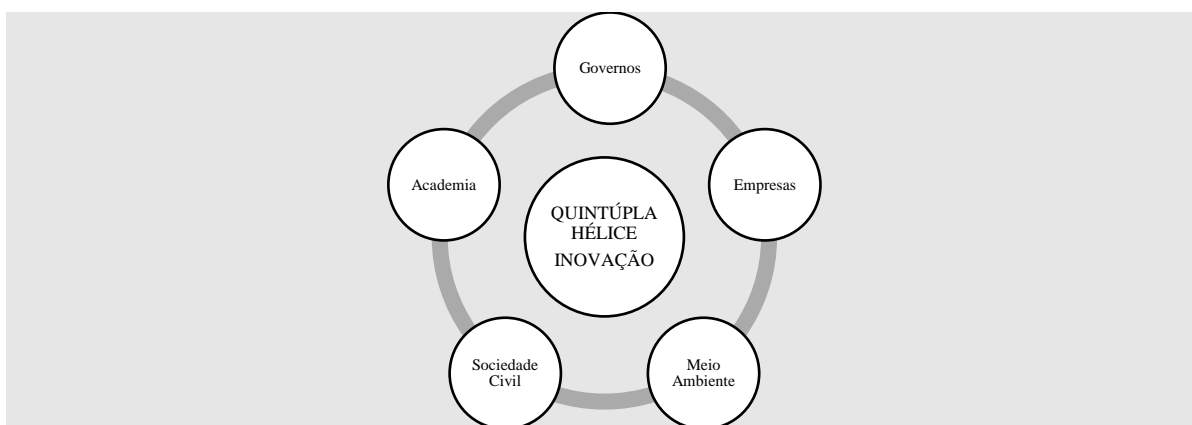 Governos
Academia
Empresas
QUINTÚPLA
HÉLICE
INOVAÇÃO
Sociedade
Civil
Meio
Ambiente